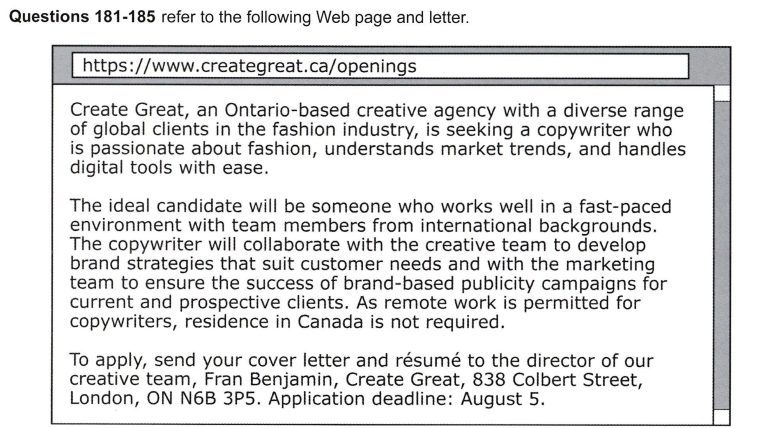 Questions 181-185 refer to the following Web page and letter.
https://www.creategreat.ca/openings
Create Great, an Ontario-based creative agency with a diverse range
of global clients in the fashion industry, is seeking a copywriter who
is passionate about fashion, understands market trends, and handles
digital tools with ease.
The ideal candidate will be someone who works well in a fast-paced
environment with team members from international backgrounds.
The copywriter will collaborate with the creative team to develop
brand strategies that suit customer needs and with the marketing
team to ensure the success of brand-based publicity campaigns for
current and prospective clients. As remote work is permitted for
copywriters, residence in Canada is not required.
To apply, send your cover letter and résumé to the director of our
creative team, Fran Benjamin, Create Great, 838 Colbert Street,
London, ON N6B 3P5. Application deadline: August 5.